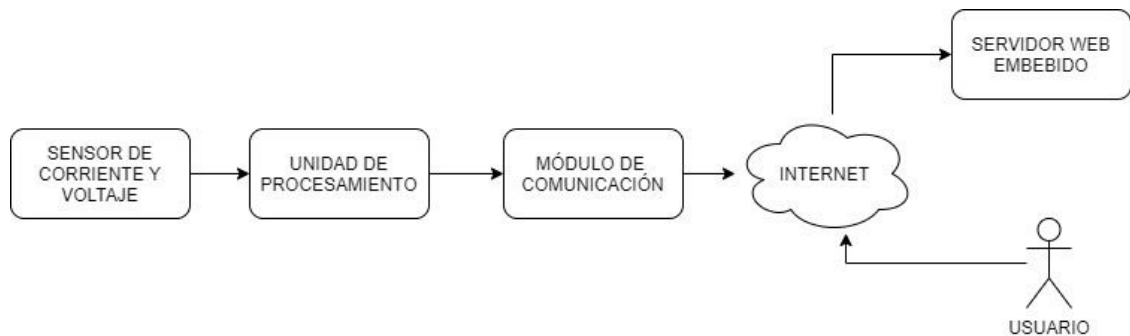 SENSOR DE
CORRIENTE Y
VOLTAJE
UNIDAD DE
PROCESAMIENTO
MÓDULO DE
COMUNICACIÓN
INTERNET
SERVIDOR WEB
EMBEBIDO
USUARIO